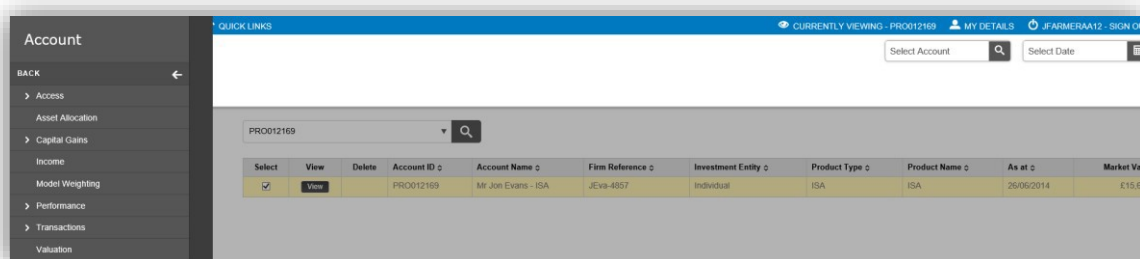 QUICK LINKS
CURRENTLY VIEWING - PRO012169 MY DETAILS JFARMERAA12 - SIGN OU
Account
Select Account Select Date
BACK
Access
Asset Allocation
Capital Gains
Income
Model Weighting
Performance
Transactions
Valuation
PRO012169
Select View Delete Account ID Account Name Firm Reference Investment Entity Product Type Product Name As at Market Va
View PRO012169 Mr Jon Evans - ISA JEva-4857 Individual ISA ISA 26/06/2014 £15,6